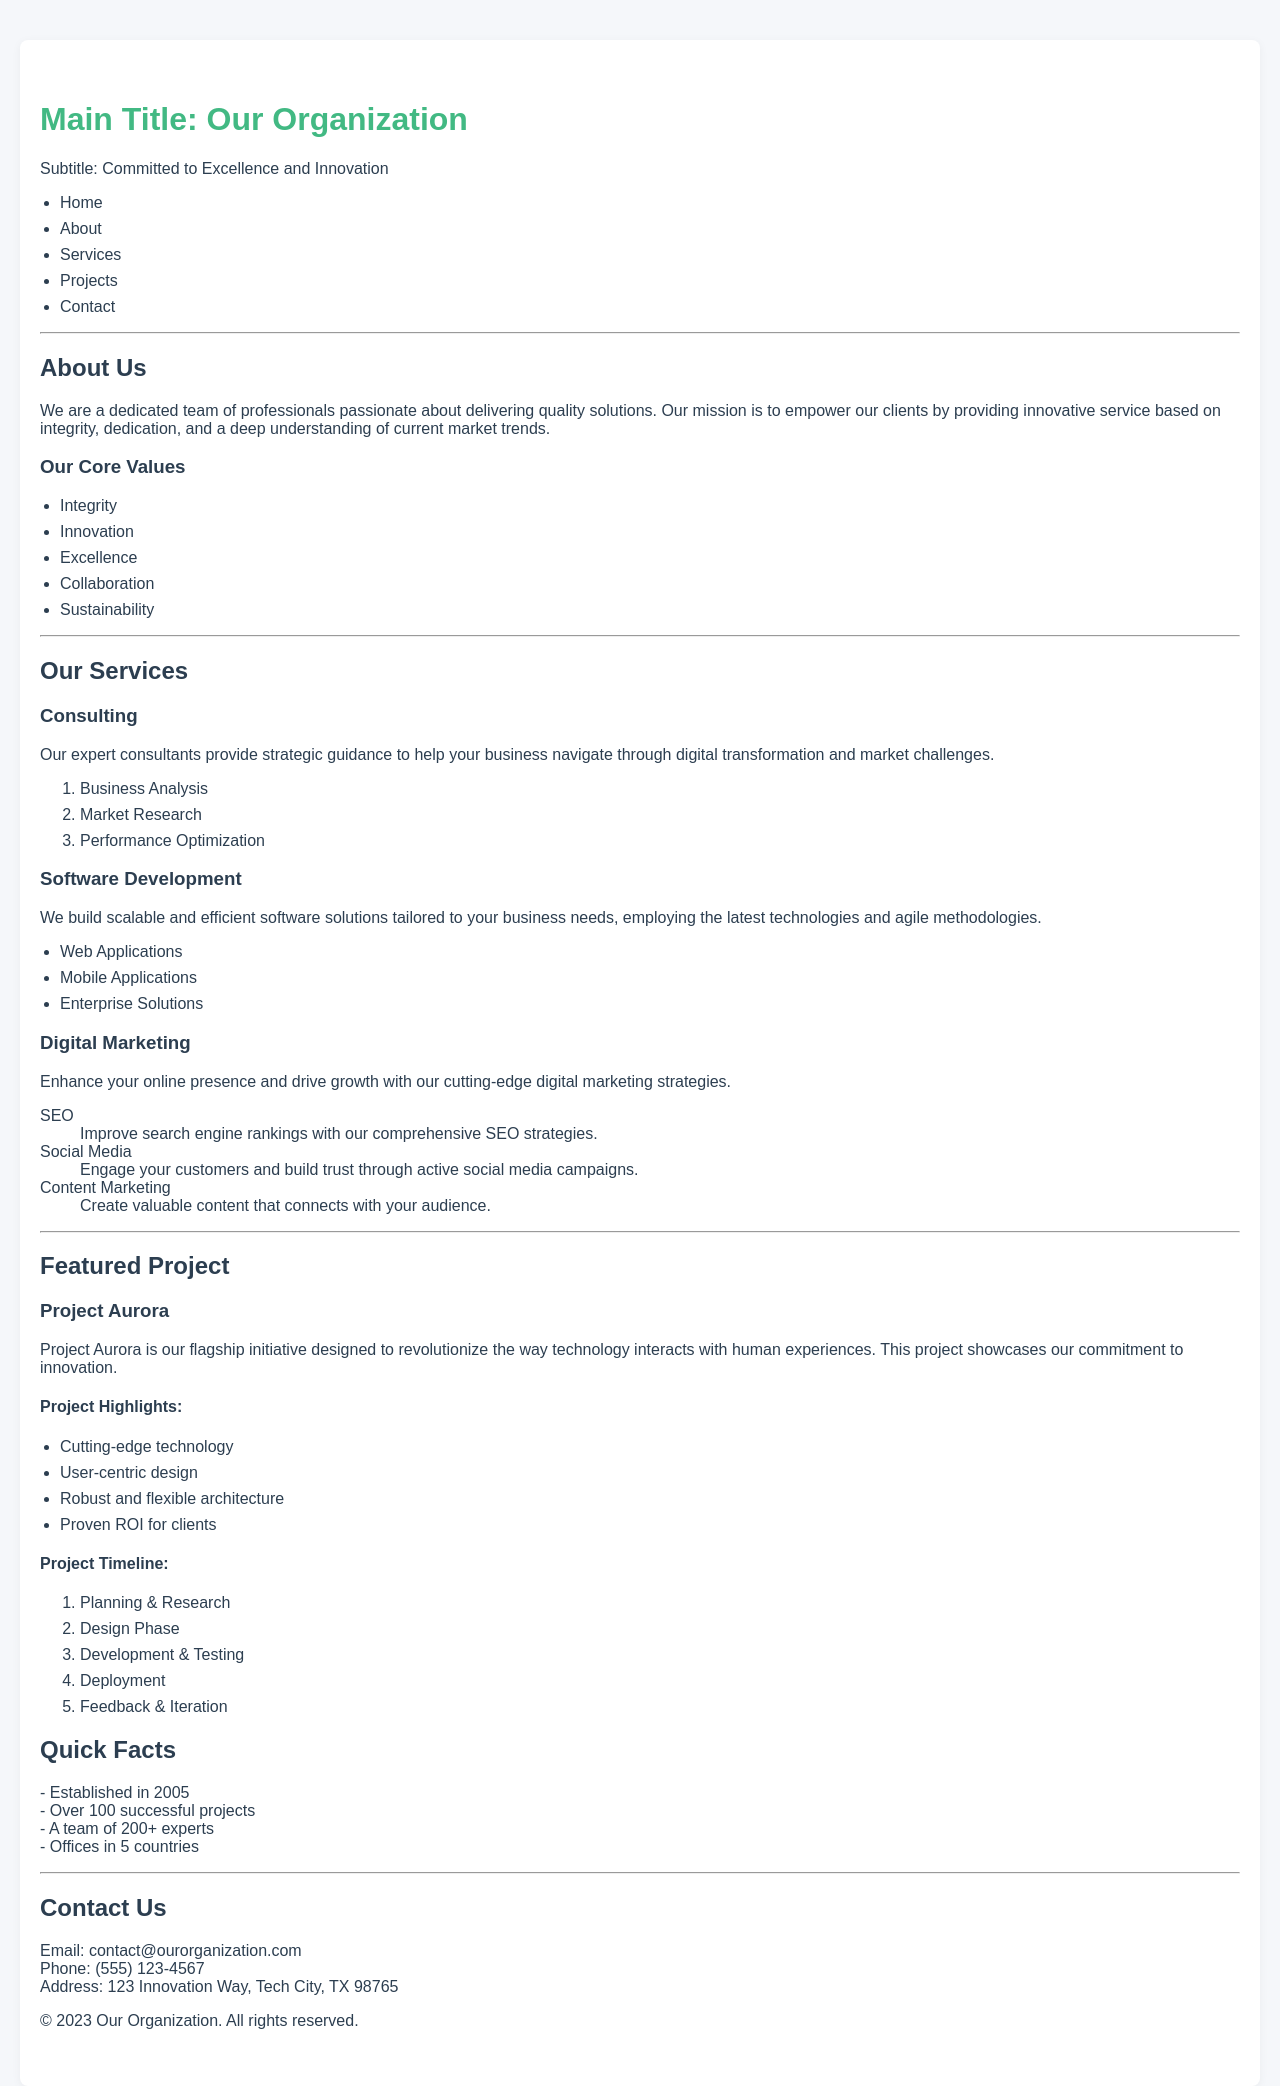 Main Title: Our Organization
Subtitle: Committed to Excellence and Innovation
Home
About
Services
Projects
Contact
About Us
We are a dedicated team of professionals passionate about delivering quality solutions. Our mission is to empower our clients by providing innovative service based on
integrity, dedication, and a deep understanding of current market trends.
Our Core Values
Integrity
Innovation
Excellence
Collaboration
Sustainability
Our Services
Consulting
Our expert consultants provide strategic guidance to help your business navigate through digital transformation and market challenges.
1. Business Analysis
2. Market Research
3. Performance Optimization
Software Development
We build scalable and efficient software solutions tailored to your business needs, employing the latest technologies and agile methodologies.
Web Applications
Mobile Applications
Enterprise Solutions
Digital Marketing
Enhance your online presence and drive growth with our cutting-edge digital marketing strategies.
SEO
Improve search engine rankings with our comprehensive SEO strategies.
Social Media
Engage your customers and build trust through active social media campaigns.
Content Marketing
Create valuable content that connects with your audience.
Featured Project
Project Aurora
Project Aurora is our flagship initiative designed to revolutionize the way technology interacts with human experiences. This project showcases our commitment to
innovation.
Project Highlights:
Cutting-edge technology
User-centric design
Robust and flexible architecture
Proven ROI for clients
Project Timeline:
1. Planning & Research
2. Design Phase
3. Development & Testing
4. Deployment
5. Feedback & Iteration
Quick Facts
- Established in 2005
- Over 100 successful projects
- A team of 200+ experts
- Offices in 5 countries
Contact Us
Email: contact@ourorganization.com
Phone: (555) 123-4567
Address: 123 Innovation Way, Tech City, TX 98765
© 2023 Our Organization. All rights reserved.